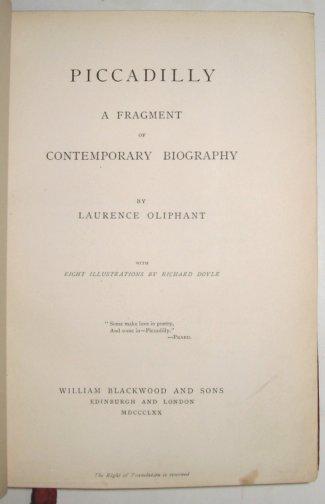 PICCADILLY
A FRAGMENT
OF
CONTEMPORARY BIOGRAPHY
BY
LAURENCE OLIPHANT
WITH
EIGHT ILLUSTRATIONS BY RICHARD DOYLE
"Some make love in poetry,
And some in—Piccadilly."
—PRAED.
WILLIAM BLACKWOOD AND SONS
EDINBURGH AND LONDON
MDCCCLXX
The Right of Translation is reserved